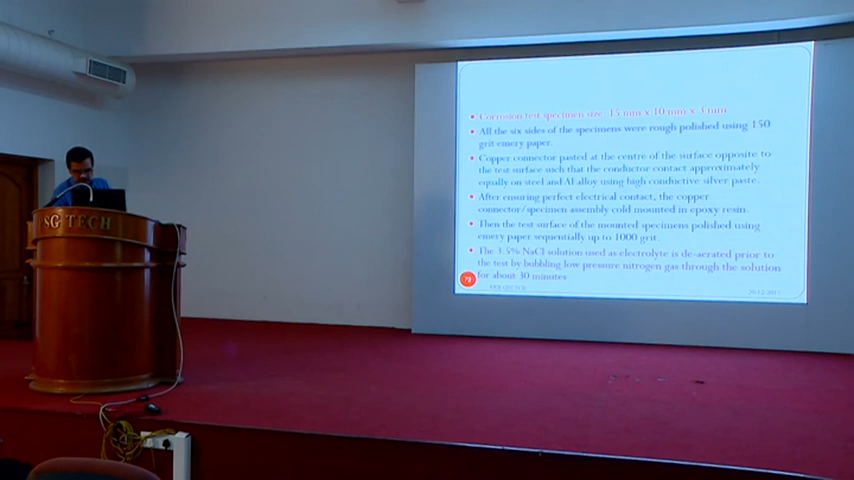 Corrosion test specimen size 15 mm x 10 mm x 3 mm
All the six sides of the specimens were rough polished using 150
grit emery paper.
Copper connector pasted at the centre of the surface opposite to
the test surface such that the conductor contact approximately
equally on steel and Al alloy using high conductive silver paste.
After ensuring perfect electrical contact, the copper
connector/specimen assembly cold mounted in epoxy resin.
Then the test surface of the mounted specimens polished using
emery paper sequentially up to 1000 grit.
The 3.5% NaCl solution used as electrolyte is de-aerated prior to
the test by bubbling low pressure nitrogen gas through the solution
for about 30 minutes
SG TECH